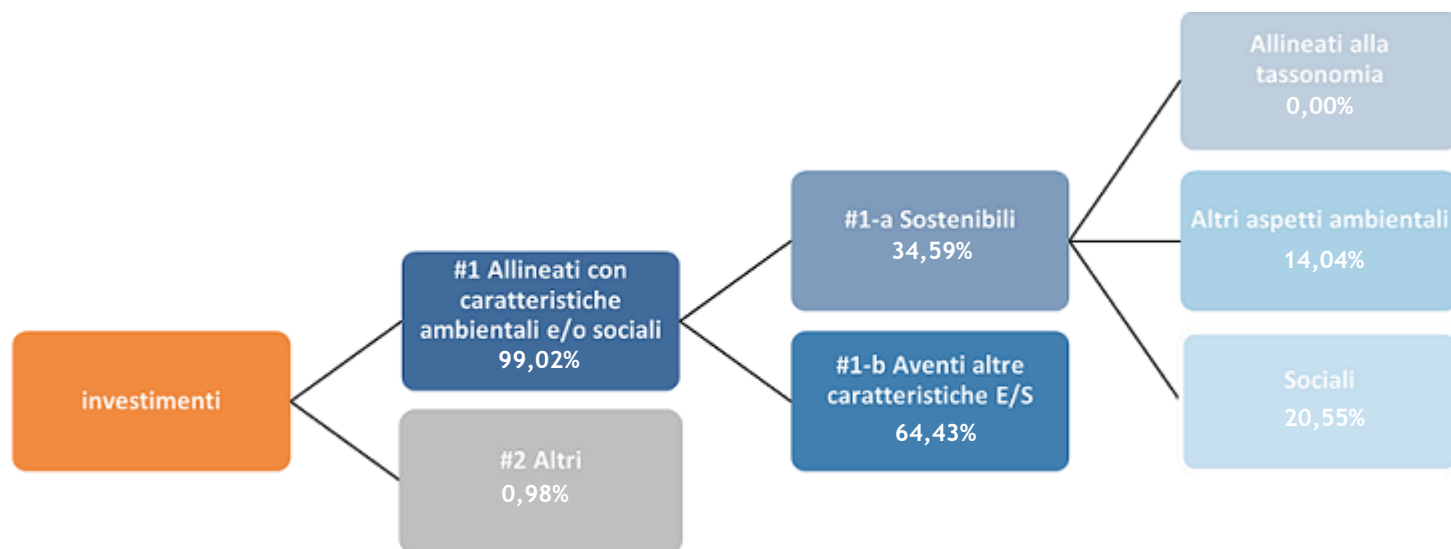 investimenti
#1 Allineati con
caratteristiche
ambientali e/o sociali
99,02%
#2 Altri
0,98%
#1-a Sostenibili
34,59%
#1-b Aventi altre
caratteristiche E/S
64,43%
Allineati alla
tassonomia
0,00%
Altri aspetti ambientali
14,04%
Sociali
20,55%